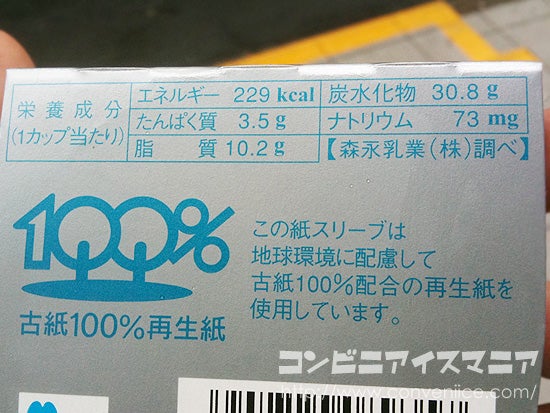 栄養成分
(1カップ当たり)
エネルギー 229 kcal
炭水化物 30.8 g
たんぱく質 3.5 g
ナトリウム 73 mg
脂 質 10.2 g
【森永乳業(株)調べ】
100%
古紙100%再生紙
この紙スリーブは
地球環境に配慮して
古紙100%配合の再生紙を
使用しています。
コンビニアイスマニア
http://www.conveniice.com/